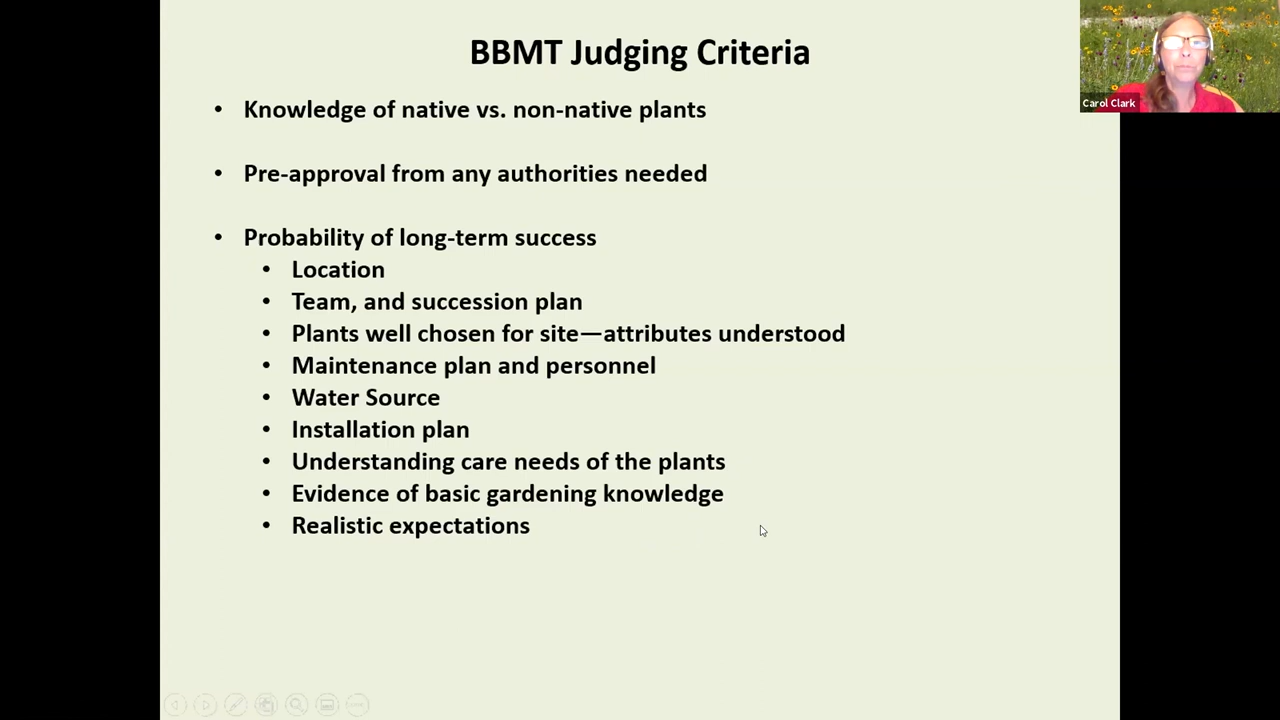 BBMT Judging Criteria
Carol Clark
• Knowledge of native vs. non-native plants
• Pre-approval from any authorities needed
• Probability of long-term success
• Location
• Team, and succession plan
• Plants well chosen for site—attributes understood
• Maintenance plan and personnel
• Water Source
• Installation plan
• Understanding care needs of the plants
• Evidence of basic gardening knowledge
• Realistic expectations